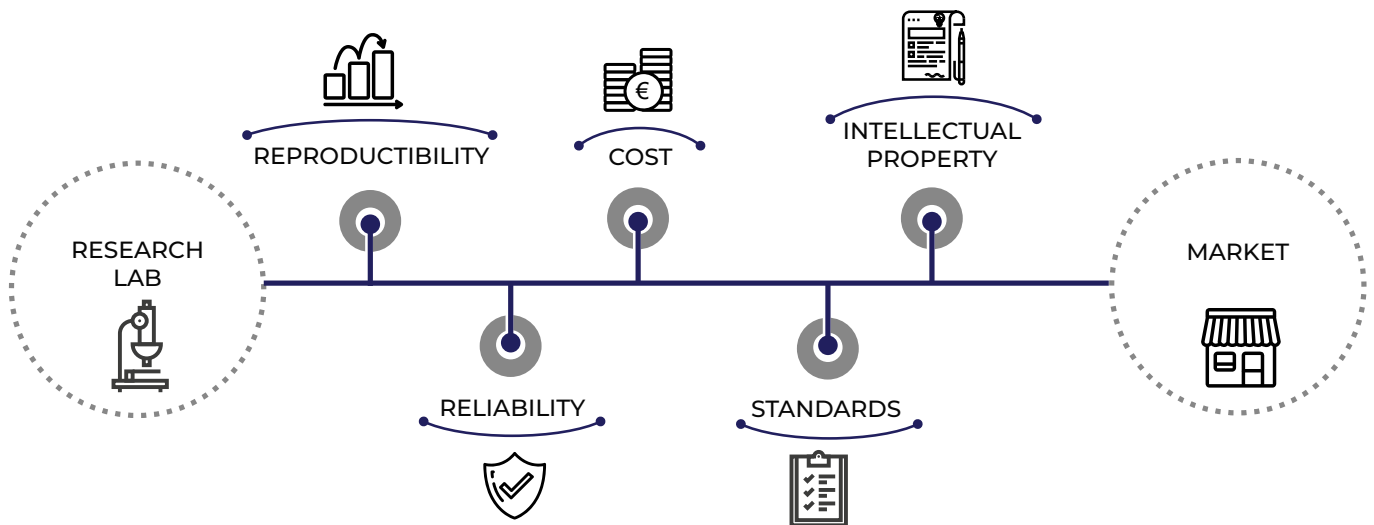 REPRODUCTIBILITY
COST
€
INTELLECTUAL
PROPERTY
RESEARCH
LAB
MARKET
RELIABILITY
STANDARDS